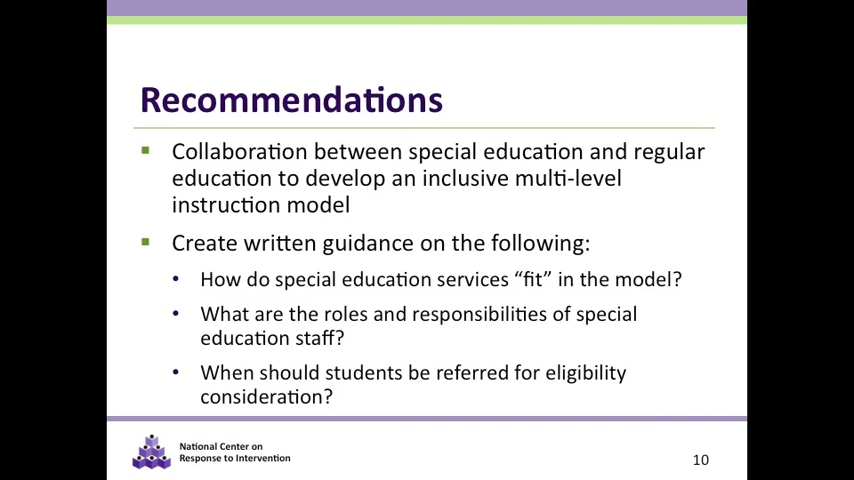 Recommendations
▪ Collaboration between special education and regular
education to develop an inclusive multi-level
instruction model
▪ Create written guidance on the following:
• How do special education services “fit” in the model?
• What are the roles and responsibilities of special
education staff?
• When should students be referred for eligibility
consideration?
National Center on
Response to Intervention
10